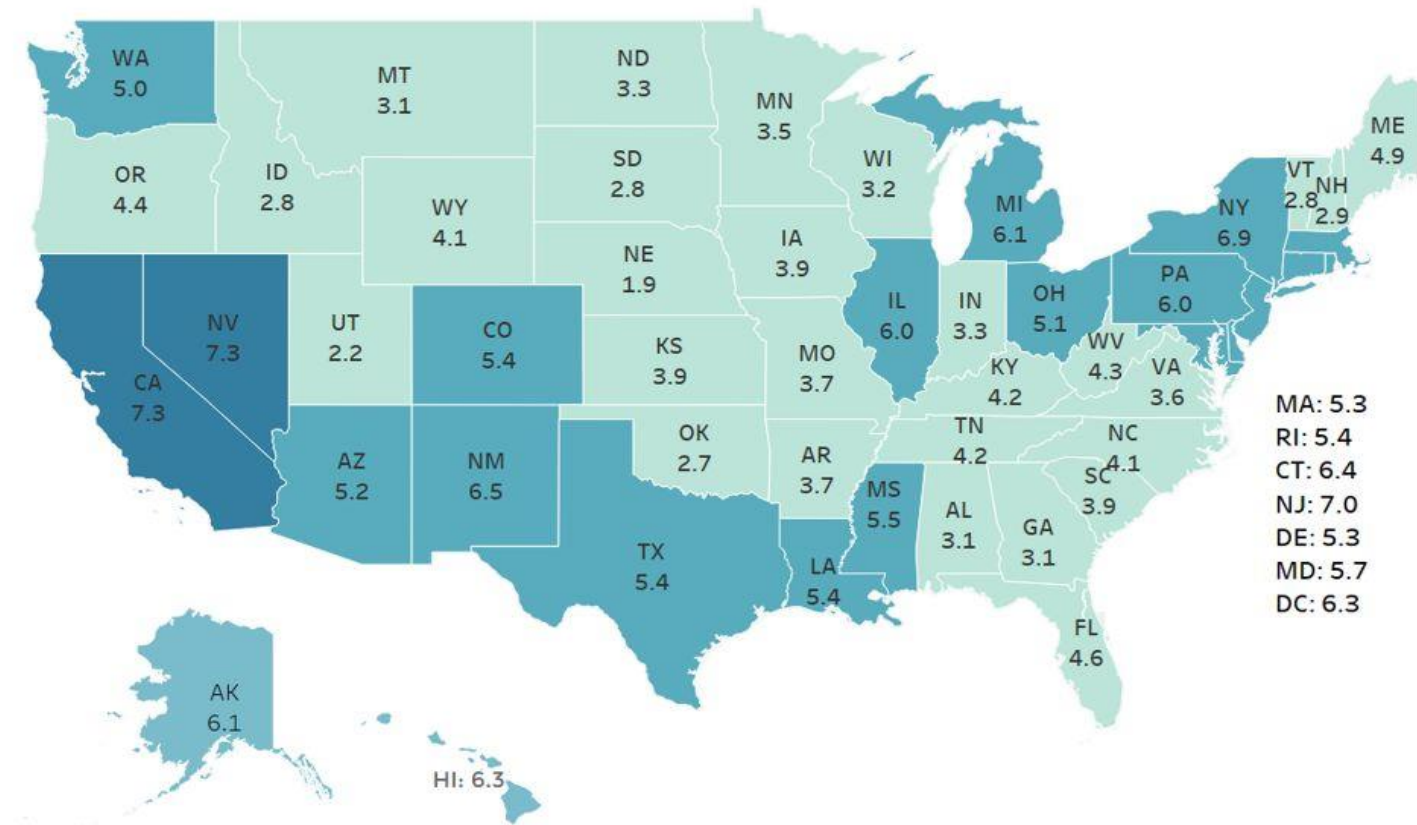 WA
5.0
MT
3.1
ND
3.3
MN
3.5
ME
4.9
OR
4.4
ID
2.8
WY
4.1
SD
2.8
WI
3.2
MI
6.1
VT
2.8
NH
2.9
NY
6.9
NE
1.9
IA
3.9
PA
6.0
NV
7.3
UT
2.2
CO
5.4
IL
6.0
IN
3.3
OH
5.1
CA
7.3
KS
3.9
MO
3.7
KY
4.2
WV
4.3
VA
3.6
AZ
5.2
NM
6.5
OK
2.7
AR
3.7
TN
4.2
NC
4.1
SC
3.9
MS
5.5
AL
3.1
GA
3.1
TX
5.4
LA
5.4
FL
4.6
MA: 5.3
RI: 5.4
CT: 6.4
NJ: 7.0
DE: 5.3
MD: 5.7
DC: 6.3
AK
6.1
HI: 6.3